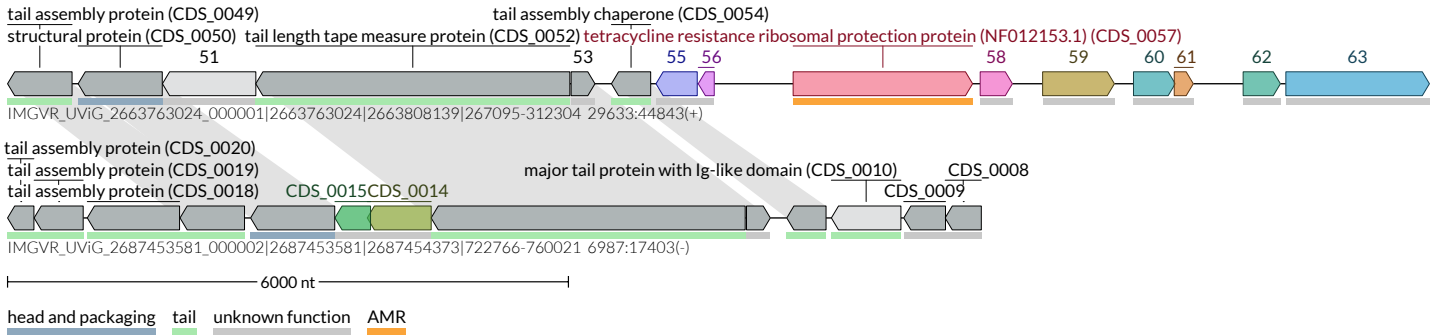 tail assembly protein (CDS_0049)
tail assembly chaperone (CDS_0054)
structural protein (CDS_0050)
tail length tape measure protein (CDS_0052)
tetracycline resistance ribosomal protection protein (NF012153.1) (CDS_0057)
51
53
55
56
58
59
60
61
62
63
IMGVR_UViG_2663763024_000001|2663763024|2663808139|267095-312304 29633:44843(+)
tail assembly protein (CDS_0020)
tail assembly protein (CDS_0019)
major tail protein with Ig-like domain (CDS_0010)
CDS_0008
tail assembly protein (CDS_0018)
CDS_0015
CDS_0014
CDS_0009
IMGVR_UViG_2687453581_000002|2687453581|2687454373|722766-760021 6987:17403(-)
6000 nt
head and packaging
tail
unknown function
AMR